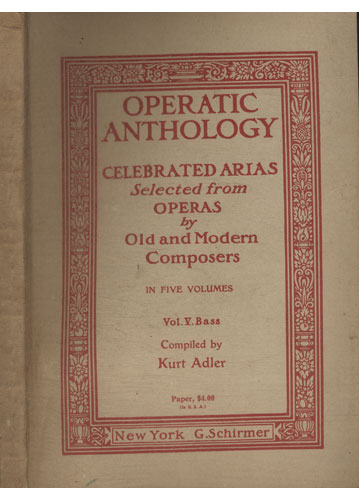 OPERATIC
ANTHOLOGY
CELEBRATED ARIAS
Selected from
OPERAS
by
Old and Modern
Composers
IN FIVE VOLUMES
Vol. V. Bass
Compiled by
Kurt Adler
Paper, $4.00
(In U.S.A.)
New York G. Schirmer